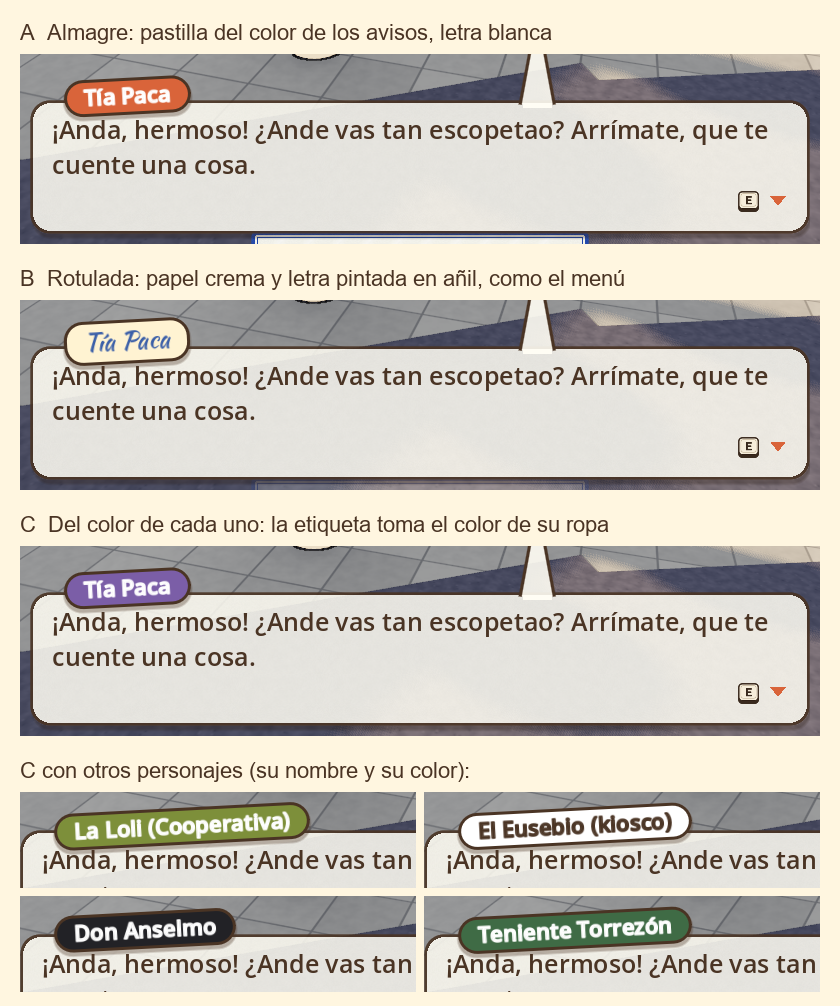 A Almagre: pastilla del color de los avisos, letra blanca
Tía Paca
¡Anda, hermoso! ¿Ande vas tan escopetao? Arrímate, que te
cuente una cosa.
E
B Rotulada: papel crema y letra pintada en añil, como el menú
Tía Paca
¡Anda, hermoso! ¿Ande vas tan escopetao? Arrímate, que te
cuente una cosa.
E
C Del color de cada uno: la etiqueta toma el color de su ropa
Tía Paca
¡Anda, hermoso! ¿Ande vas tan escopetao? Arrímate, que te
cuente una cosa.
E
C con otros personajes (su nombre y su color):
La Loli (Cooperativa)
¡Anda, hermoso! ¿Ande vas tan
El Eusebio (kiosco)
¡Anda, hermoso! ¿Ande vas tan
Don Anselmo
¡Anda, hermoso! ¿Ande vas tan
Teniente Torrezón
¡Anda, hermoso! ¿Ande vas tan